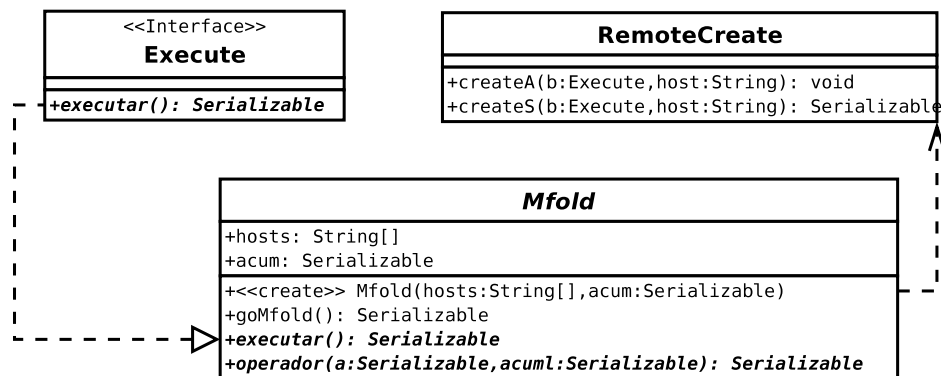 <<Interface>>
Execute
+executar(): Serializable
RemoteCreate
+createA(b:Execute,host:String): void
+createS(b:Execute,host:String): Serializable
Mfold
+hosts: String[]
+acum: Serializable
+<<create>> Mfold(hosts:String[],acum:Serializable)
+goMfold(): Serializable
+executar(): Serializable
+operador(a:Serializable,acuml:Serializable): Serializable